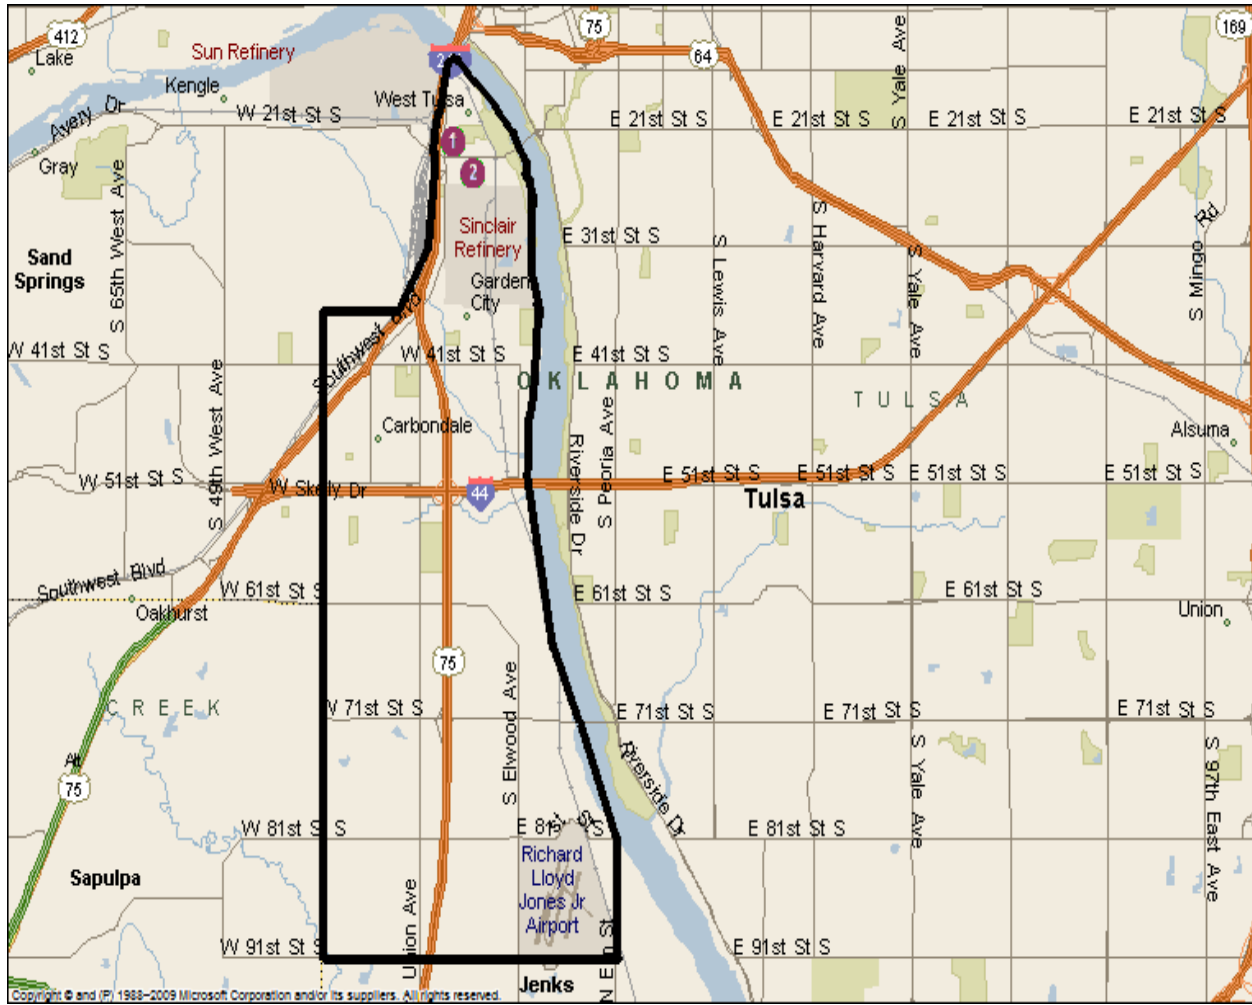 412
75
169
Lake
Sun Refinery
2
64
S Yale Ave
Kengle
West Tulsa
Avery Dr
W 21st St S
E 21st St S
E 21st St S
E 21st St S
E 21st St S
1
Gray
2
S 65th West Ave
Sinclair
Refinery
E 31st St S
S Lewis Ave
S Harvard Ave
S Yale Ave
S Mingo Rd
Sand
Springs
Garden
City
Southwest Blvd
W 41st St S
W 41st St S
E 41st St S
OKLAHOMA
TULSA
S 49th West Ave
Carbondale
Riverside Dr
S Peoria Ave
Alsuma
W 51st St S
W Skelly Dr
44
E 51st St S
E 51st St S
E 51st St S
E 51st St S
Tulsa
Southwest Blvd
Oakhurst
W 61st St S
E 61st St S
E 61st St S
Union
75
CREEK
W 71st St S
S Elwood Ave
E 71st St S
E 71st St S
E 71st St S
Riverside Dr
S Yale Ave
S 97th East Ave
Alt
75
W 81st S S
E 81st St S
E 81st St S
Sapulpa
Richard
Lloyd
Jones Jr
Airport
Union Ave
N Elm St
W 91st St S
E 91st St S
Jenks
Copyright © and (P) 1988–2009 Microsoft Corporation and/or its suppliers. All rights reserved.